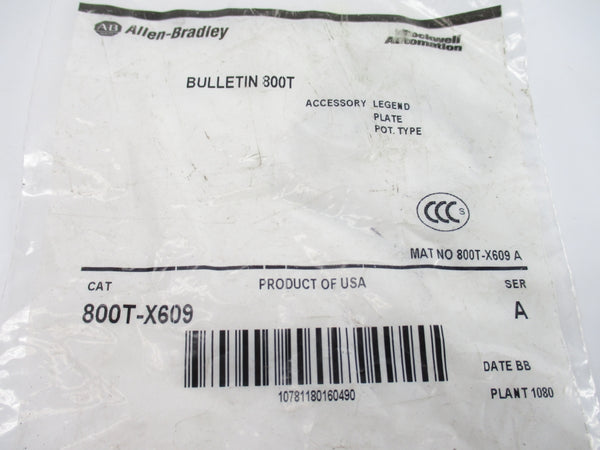 AB Allen-Bradley
Rockwell Automation
BULLETIN 800T
ACCESSORY LEGEND
PLATE
POT. TYPE
CCC S
MAT NO 800T-X609 A
CAT PRODUCT OF USA SER
800T-X609 A
10781180160490
DATE BB
PLANT 1080